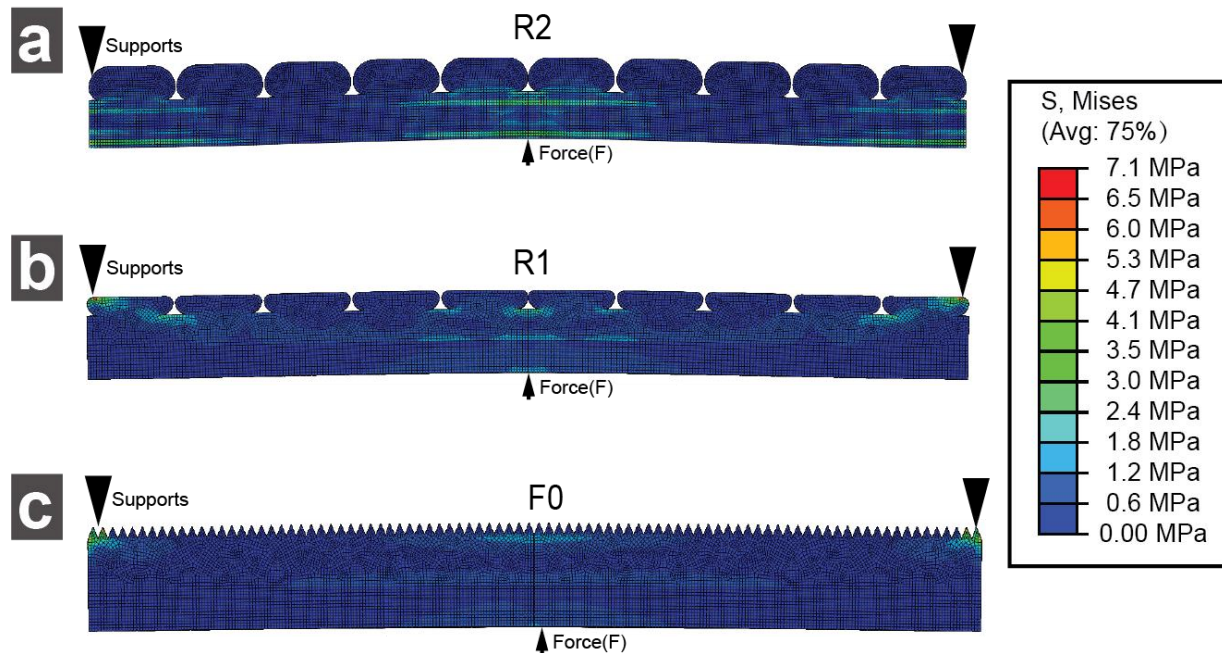 a
Supports
R2
Force(F)
b
Supports
R1
Force(F)
c
Supports
F0
Force(F)
S, Mises
(Avg: 75%)
7.1 MPa
6.5 MPa
6.0 MPa
5.3 MPa
4.7 MPa
4.1 MPa
3.5 MPa
3.0 MPa
2.4 MPa
1.8 MPa
1.2 MPa
0.6 MPa
0.00 MPa